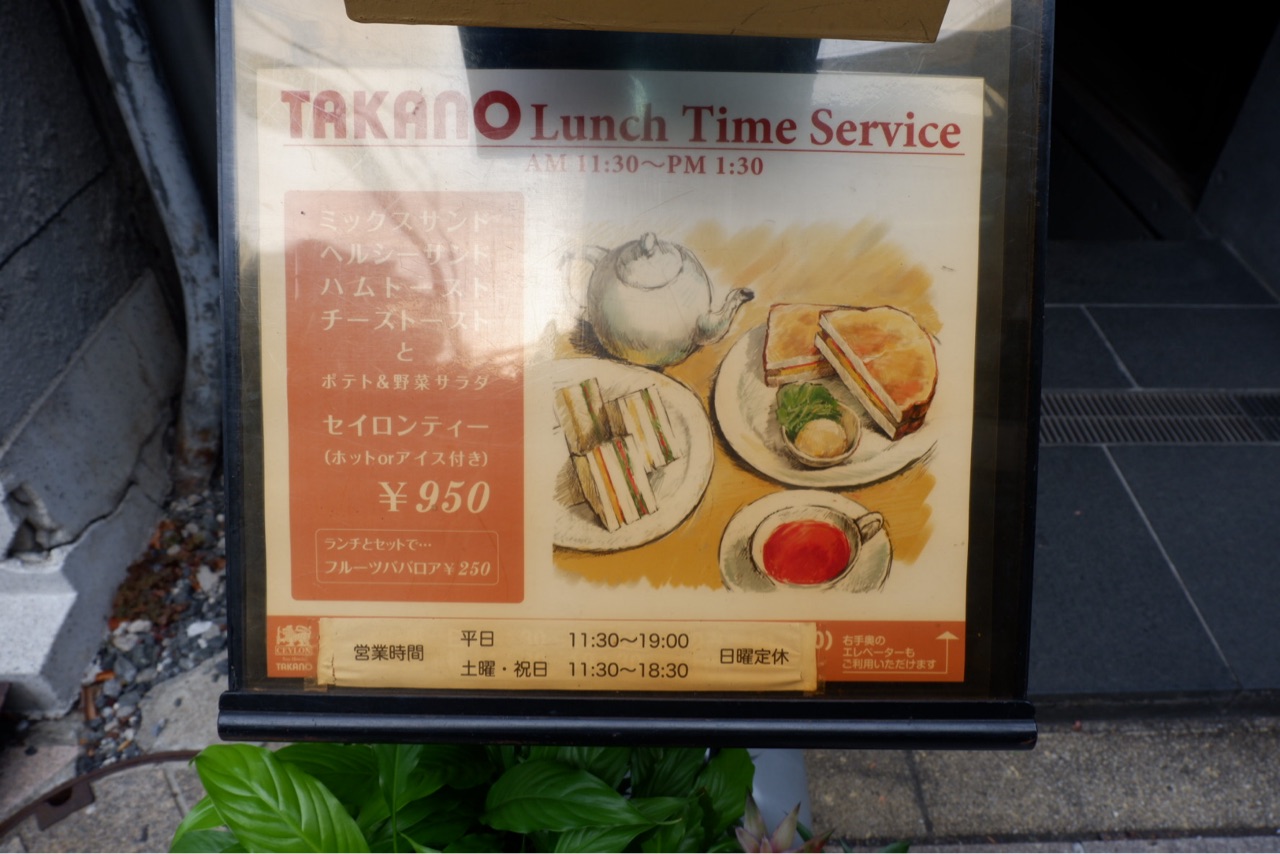 TAKANO Lunch Time Service
AM 11:30～PM 1:30
ミックスサンド
ヘルシーサンド
ハムトースト
チーズトースト
と
ポテト&野菜サラダ
セイロンティー
(ホットorアイス付き)
￥950
ランチとセットで…
フルーツババロア￥250
CEYLON
TAKANO
営業時間
平日 11:30～19:00
土曜・祝日 11:30～18:30
日曜定休
右手奥の
エレベーターも
ご利用いただけます